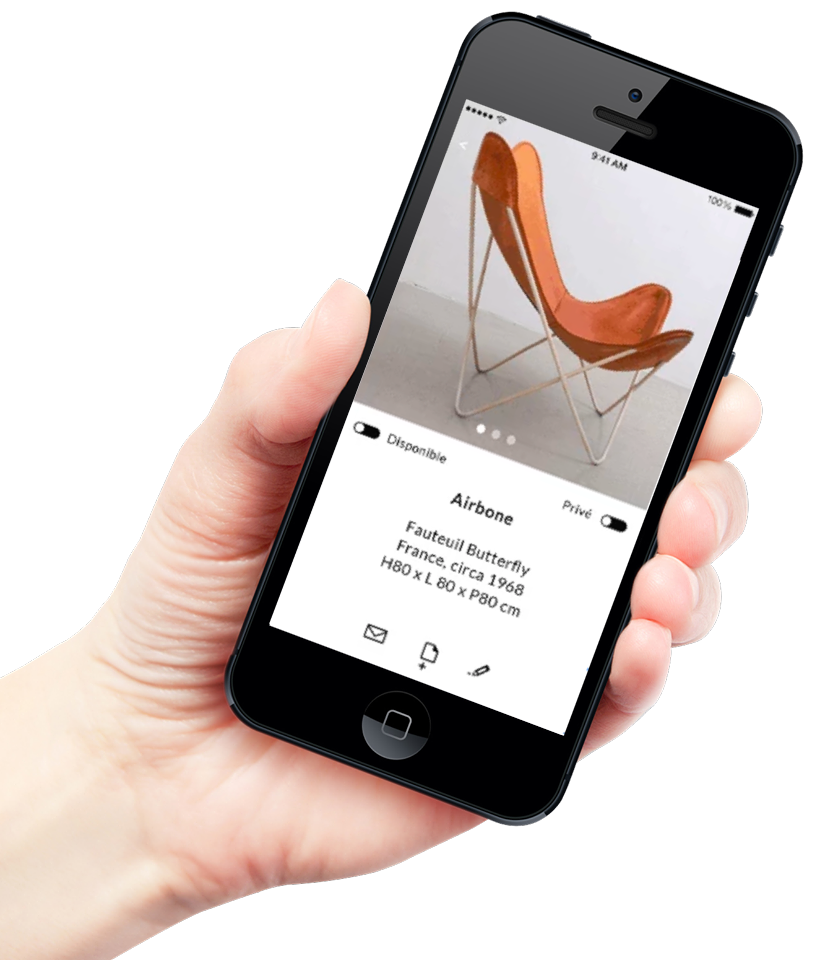 9:41 AM
100%
Disponible
Privé
Airbone
Fauteuil Butterfly
France, circa 1968
H80 x L 80 x P80 cm